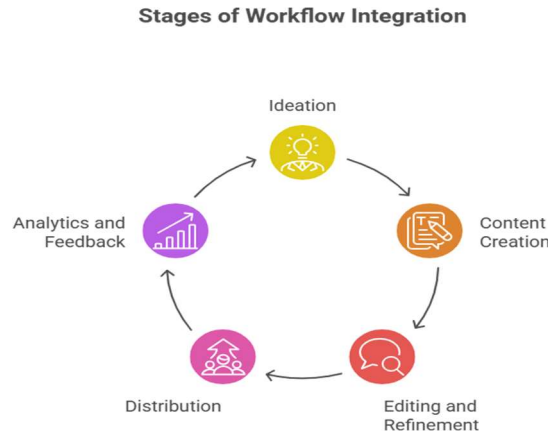 Stages of Workflow Integration
Ideation
Content
Creation
Editing and
Refinement
Distribution
Analytics and
Feedback